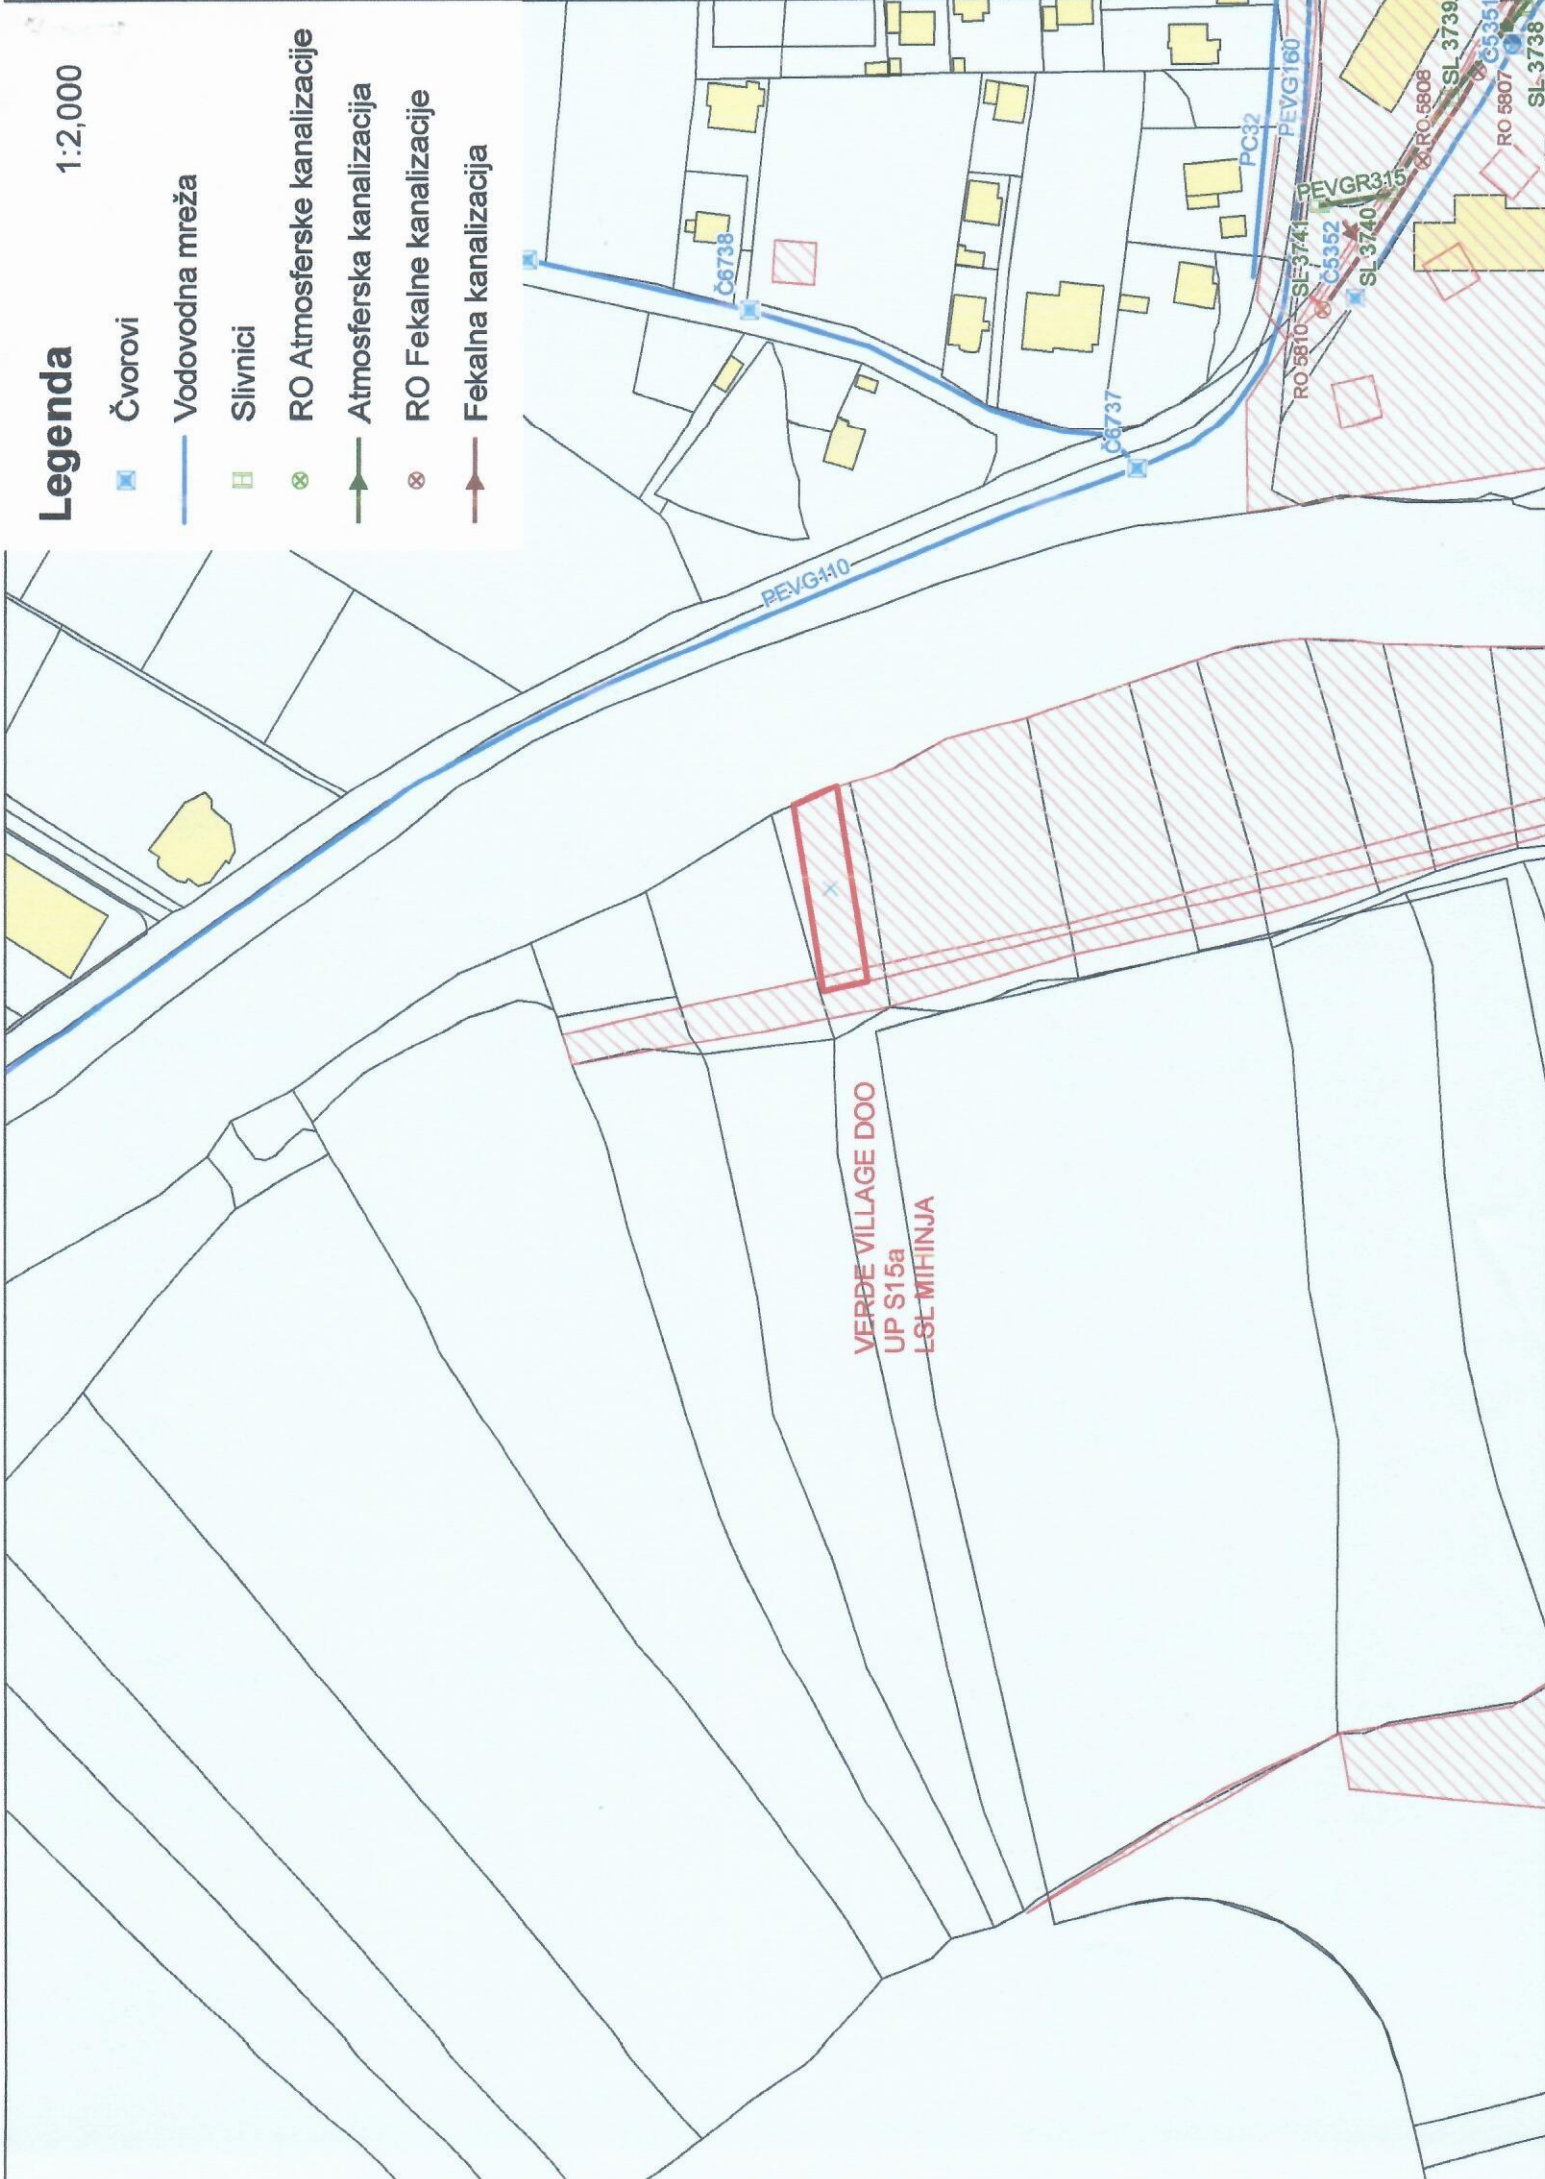 Legenda
1:2,000
Čvorovi
Vodovodna mreža
Slivnici
RO Atmosferske kanalizacije
Atmosferska kanalizacija
RO Fekalne kanalizacije
Fekalna kanalizacija
Č6738
Č6737
PEVG110
PC32
PEVG160
PEVGR315
SL 3741
Č5352
SL 3740
RO 5810
RO 5808
SL 3739
Č5351
RO 5807
SL 3738
VERDE VILLAGE DOO
UP S15a
LSL MIHINJA